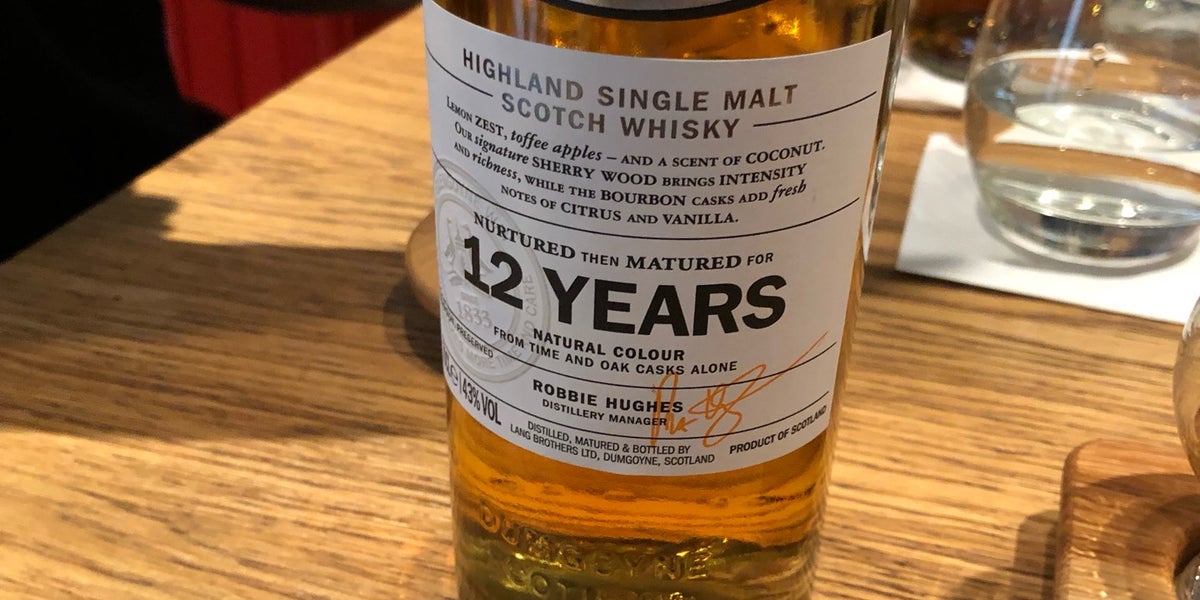 HIGHLAND SINGLE MALT
SCOTCH WHISKY
LEMON ZEST, toffee apples – AND A SCENT OF COCONUT.
OUR signature SHERRY WOOD BRINGS INTENSITY
AND richness, WHILE THE BOURBON CASKS ADD fresh
NOTES OF CITRUS AND VANILLA.
NURTURED THEN MATURED FOR
12 YEARS
1833
NATURAL COLOUR
FROM TIME AND OAK CASKS ALONE
PRESERVED
ROBBIE HUGHES
DISTILLERY MANAGER
43% VOL
DISTILLED, MATURED & BOTTLED BY
LANG BROTHERS LTD, DUMGOYNE, SCOTLAND
PRODUCT OF SCOTLAND
DUMGOYNE